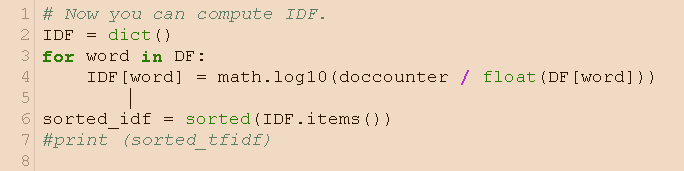 1 # Now you can compute IDF.
2 IDF = dict()
3 for word in DF:
4     IDF[word] = math.log10(doccounter / float(DF[word]))
5
6 sorted_idf = sorted(IDF.items())
7 #print (sorted_tfidf)
8